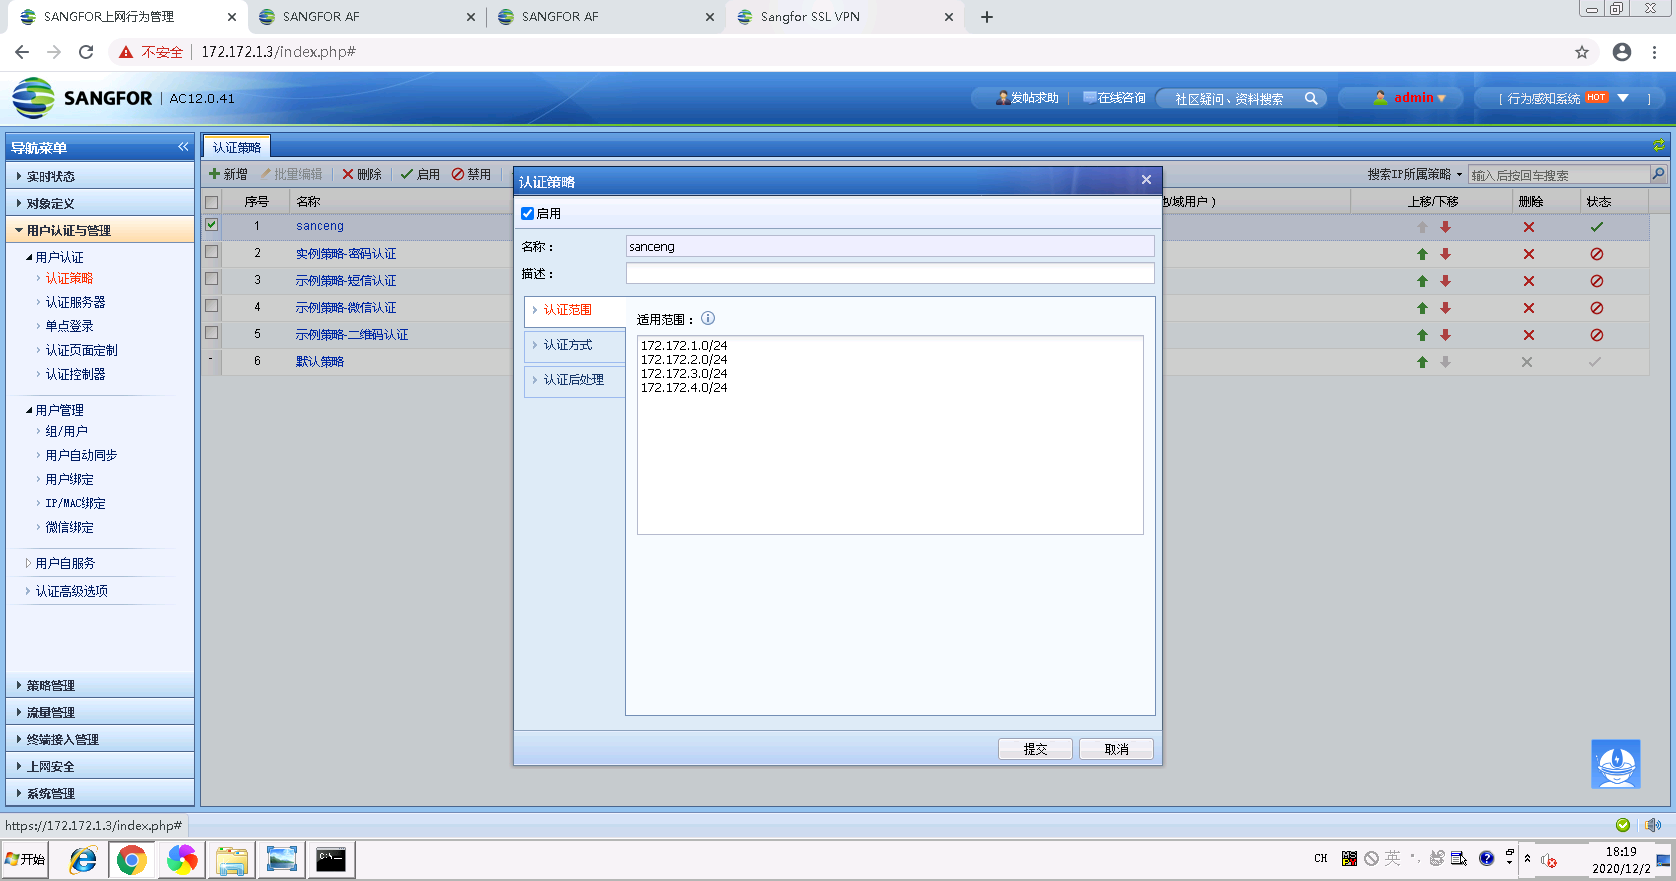 SANGFOR上网行为管理
SANGFOR AF
SANGFOR AF
Sangfor SSL VPN
不安全
172.172.1.3/index.php#
SANGFOR
AC12.0.41
发帖求助
在线咨询
社区疑问、资料搜索
admin
[ 行为感知系统 HOT ]
导航菜单
实时状态
对象定义
用户认证与管理
用户认证
认证策略
认证服务器
单点登录
认证页面定制
认证控制器
用户管理
组/用户
用户自动同步
用户绑定
IP/MAC绑定
微信绑定
用户自服务
认证高级选项
策略管理
流量管理
终端接入管理
上网安全
系统管理
认证策略
新增
批量编辑
删除
启用
禁用
搜索IP所属策略
输入后按回车搜索
序号
名称
/域用户)
上移/下移
删除
状态
1
sanceng
2
实例策略-密码认证
3
示例策略-短信认证
4
示例策略-微信认证
5
示例策略-二维码认证
6
默认策略
认证策略
启用
名称:
sanceng
描述:
认证范围
认证方式
认证后处理
适用范围:
172.172.1.0/24
172.172.2.0/24
172.172.3.0/24
172.172.4.0/24
提交
取消
https://172.172.1.3/index.php#
开始
C:\_
CH
英
18:19
2020/12/2